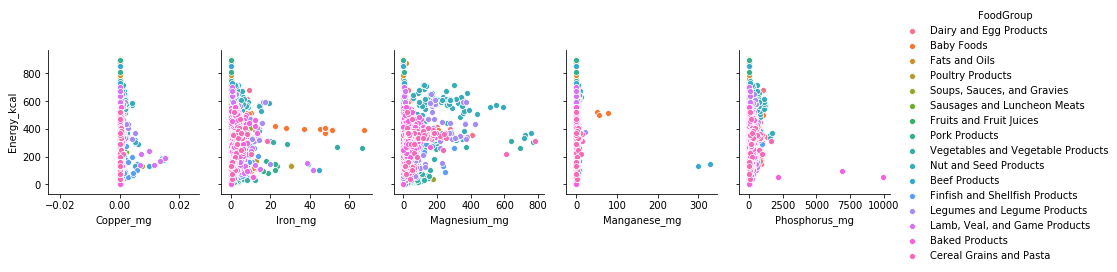 FoodGroup
Dairy and Egg Products
Baby Foods
Fats and Oils
Poultry Products
Soups, Sauces, and Gravies
Sausages and Luncheon Meats
Fruits and Fruit Juices
Pork Products
Vegetables and Vegetable Products
Nut and Seed Products
Beef Products
Finfish and Shellfish Products
Legumes and Legume Products
Lamb, Veal, and Game Products
Baked Products
Cereal Grains and Pasta
Energy_kcal
800
600
400
200
0
−0.02 0.00 0.02
Copper_mg
0 20 40 60
Iron_mg
0 200 400 600 800
Magnesium_mg
0 100 200 300
Manganese_mg
0 2500 5000 7500 10000
Phosphorus_mg